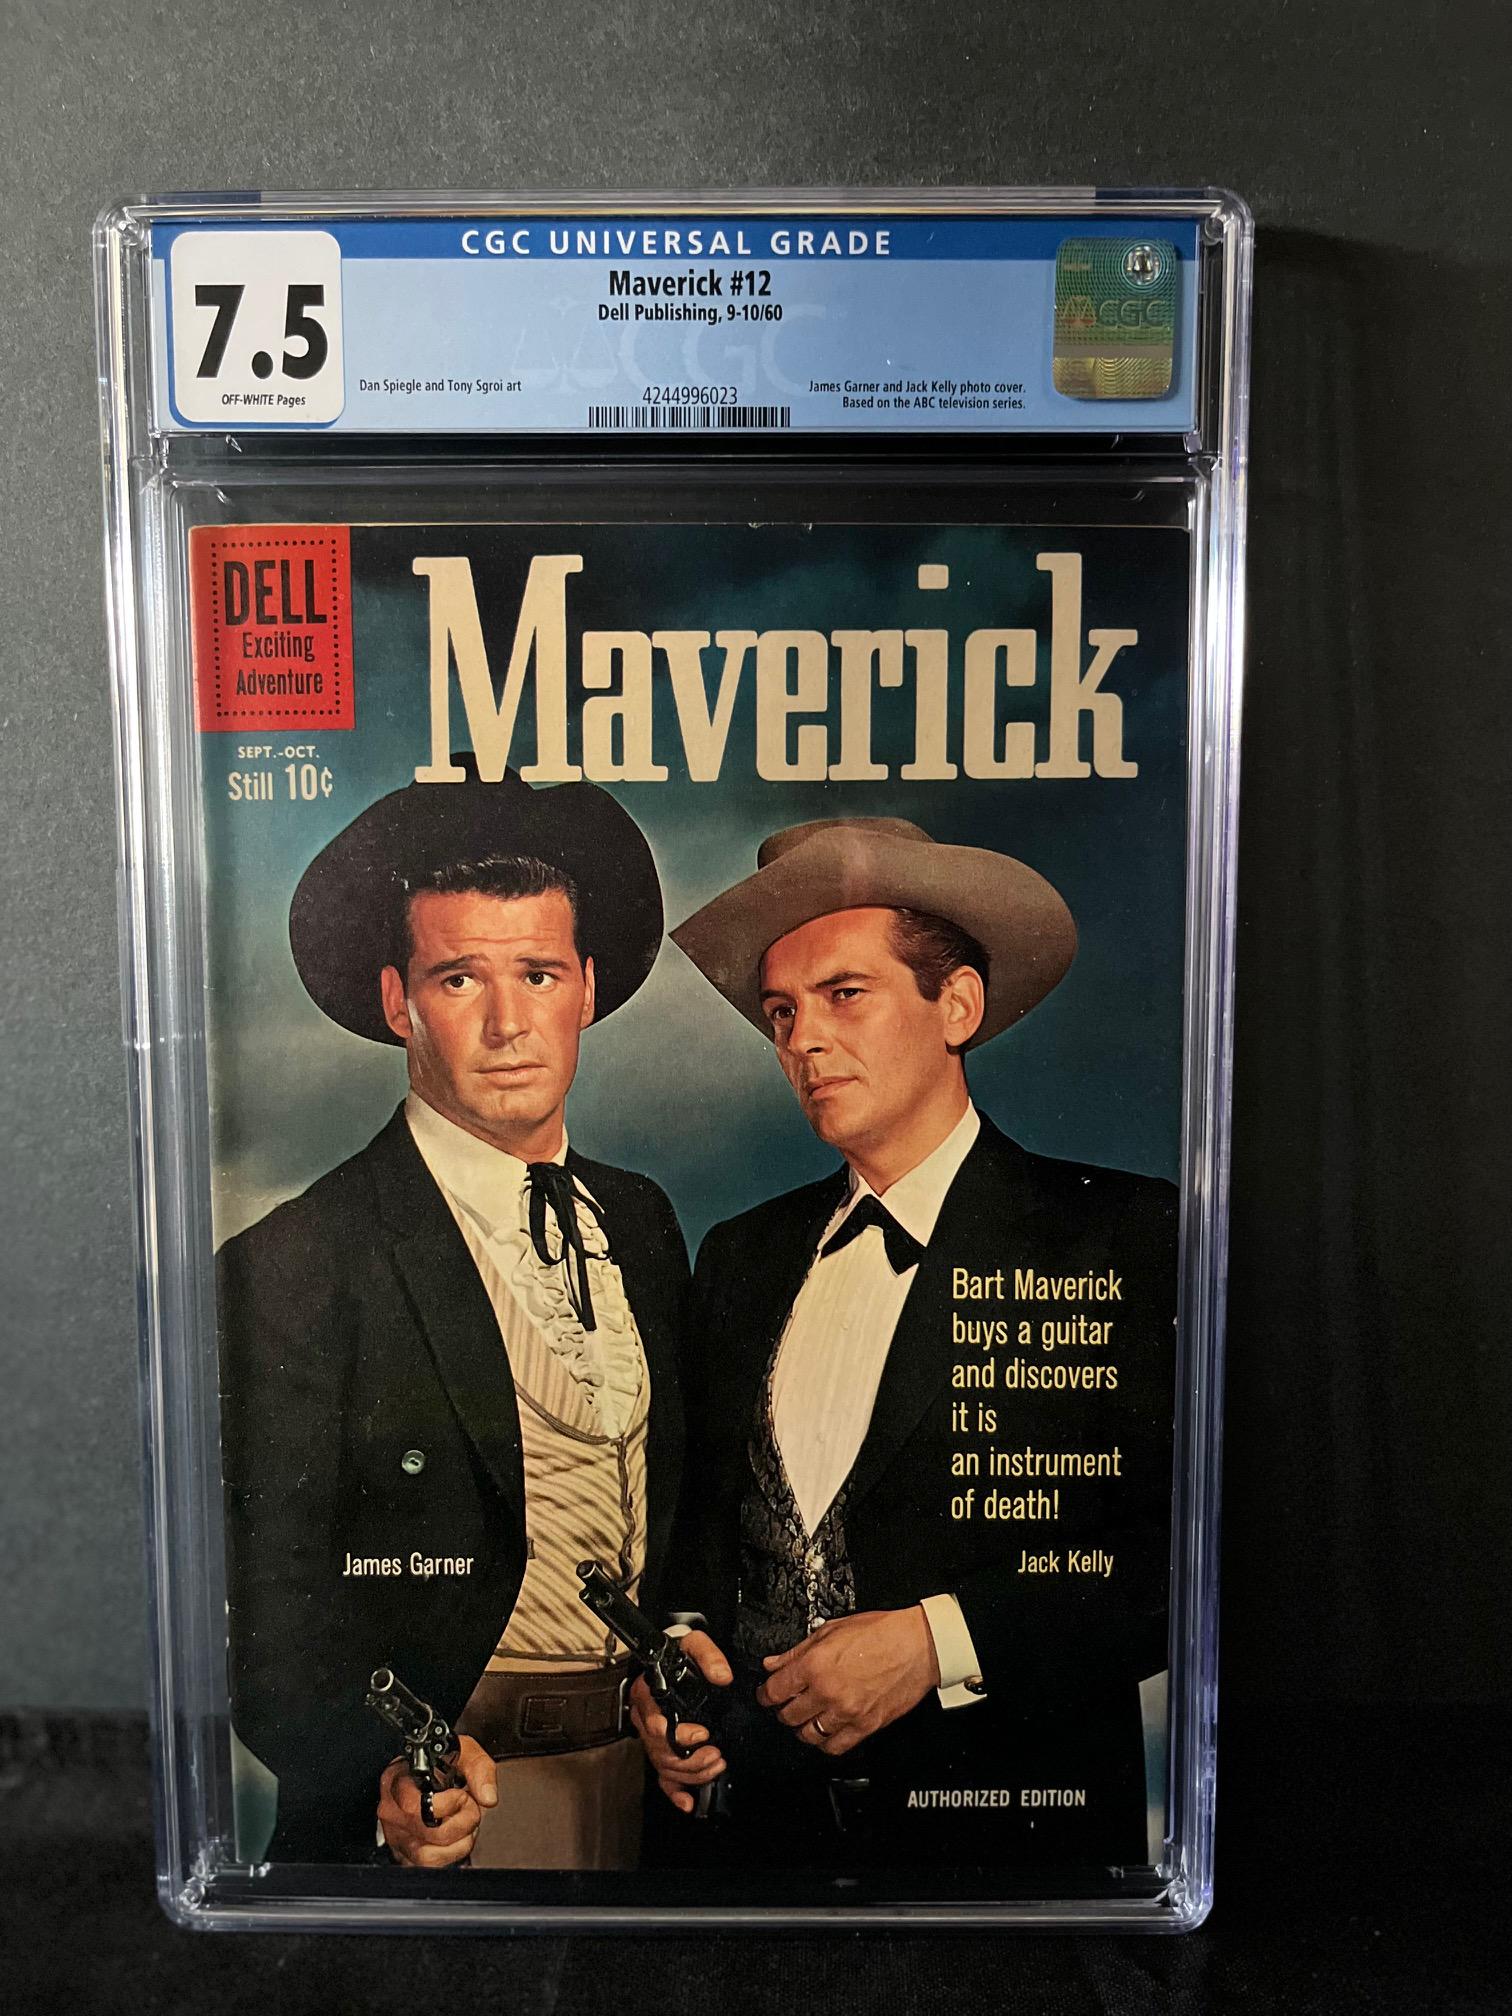 CGC UNIVERSAL GRADE
7.5
OFF-WHITE Pages
Maverick #12
Dell Publishing, 9-10/60
Dan Spiegle and Tony Sgroi art
4244996023
James Garner and Jack Kelly photo cover.
Based on the ABC television series.
CGC
CGC
DELL
Exciting
Adventure
Maverick
SEPT.-OCT.
Still 10¢
Bart Maverick
buys a guitar
and discovers
it is
an instrument
of death!
James Garner
Jack Kelly
AUTHORIZED EDITION